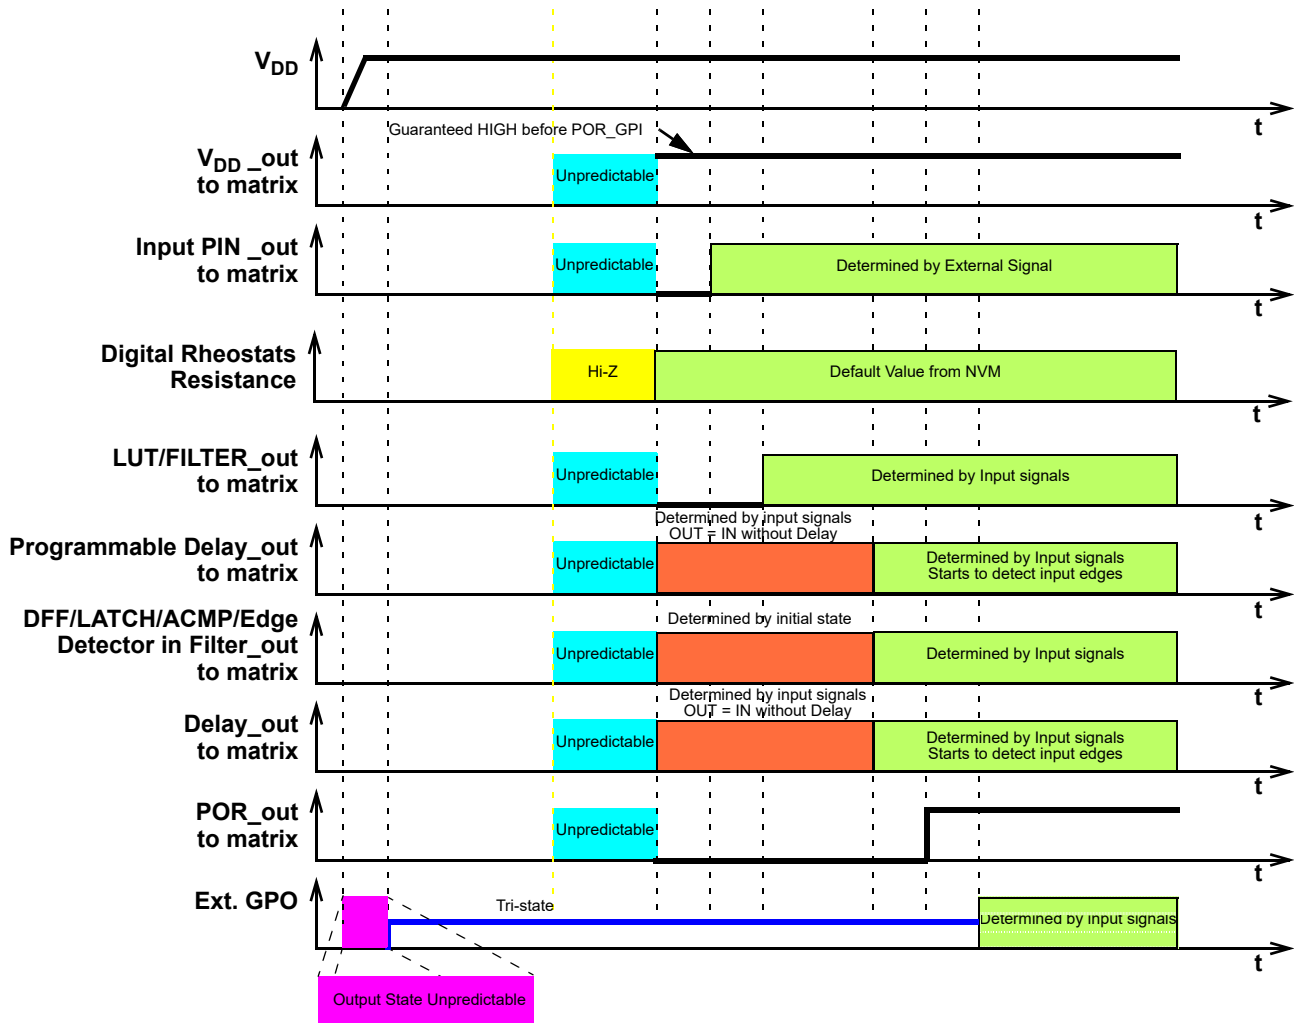 VDD
t
Guaranteed HIGH before POR_GPI
VDD _out
to matrix
Unpredictable
t
Input PIN _out
to matrix
Unpredictable
Determined by External Signal
t
Digital Rheostats
Resistance
Hi-Z
Default Value from NVM
t
LUT/FILTER_out
to matrix
Unpredictable
Determined by Input signals
t
Determined by input signals
OUT = IN without Delay
Programmable Delay_out
to matrix
Unpredictable
Determined by Input signals
Starts to detect input edges
t
DFF/LATCH/ACMP/Edge
Detector in Filter_out
to matrix
Determined by initial state
Unpredictable
Determined by Input signals
t
Determined by input signals
OUT = IN without Delay
Delay_out
to matrix
Unpredictable
Determined by Input signals
Starts to detect input edges
t
POR_out
to matrix
Unpredictable
t
Ext. GPO
Tri-state
Determined by input signals
t
Output State Unpredictable